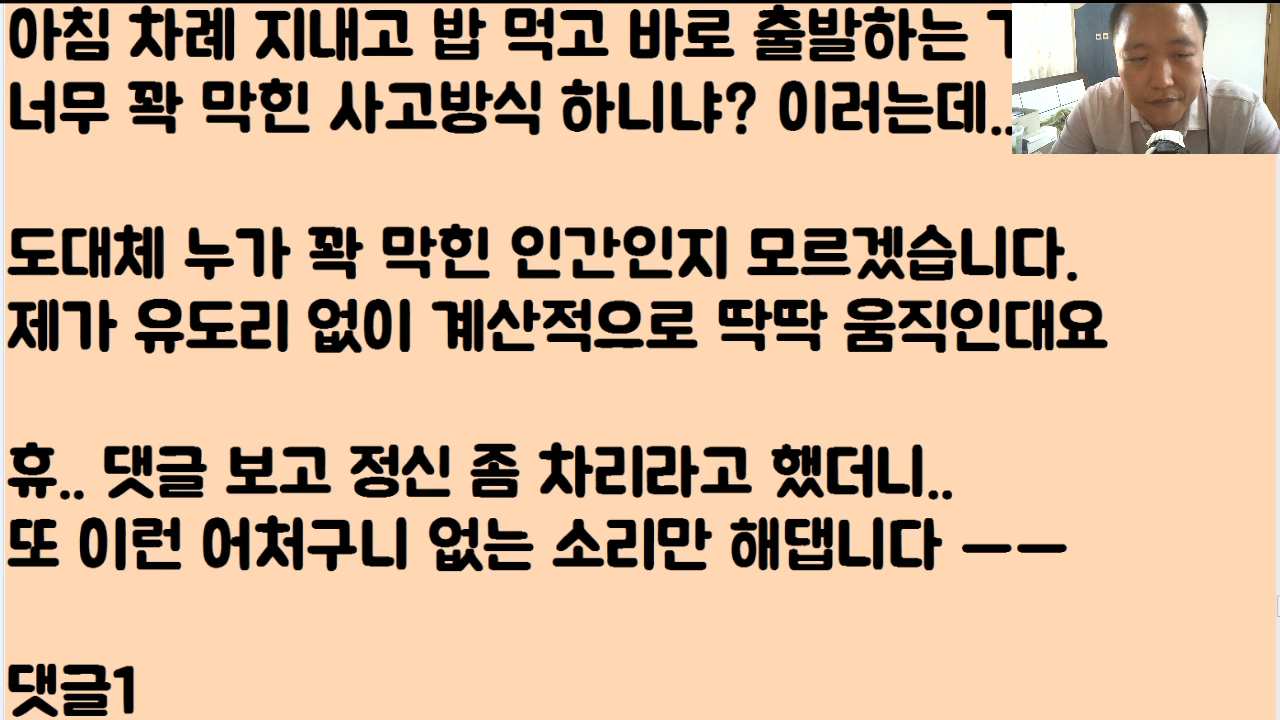 아침 차례 지내고 밥 먹고 바로 출발하는
너무 꽉 막힌 사고방식 하니냐? 이러는데..
도대체 누가 꽉 막힌 인간인지 모르겠습니다.
제가 유도리 없이 계산적으로 딱딱 움직인대요
휴.. 댓글 보고 정신 좀 차리라고 했더니..
또 이런 어처구니 없는 소리만 해댑니다 ㅡㅡ
댓글1